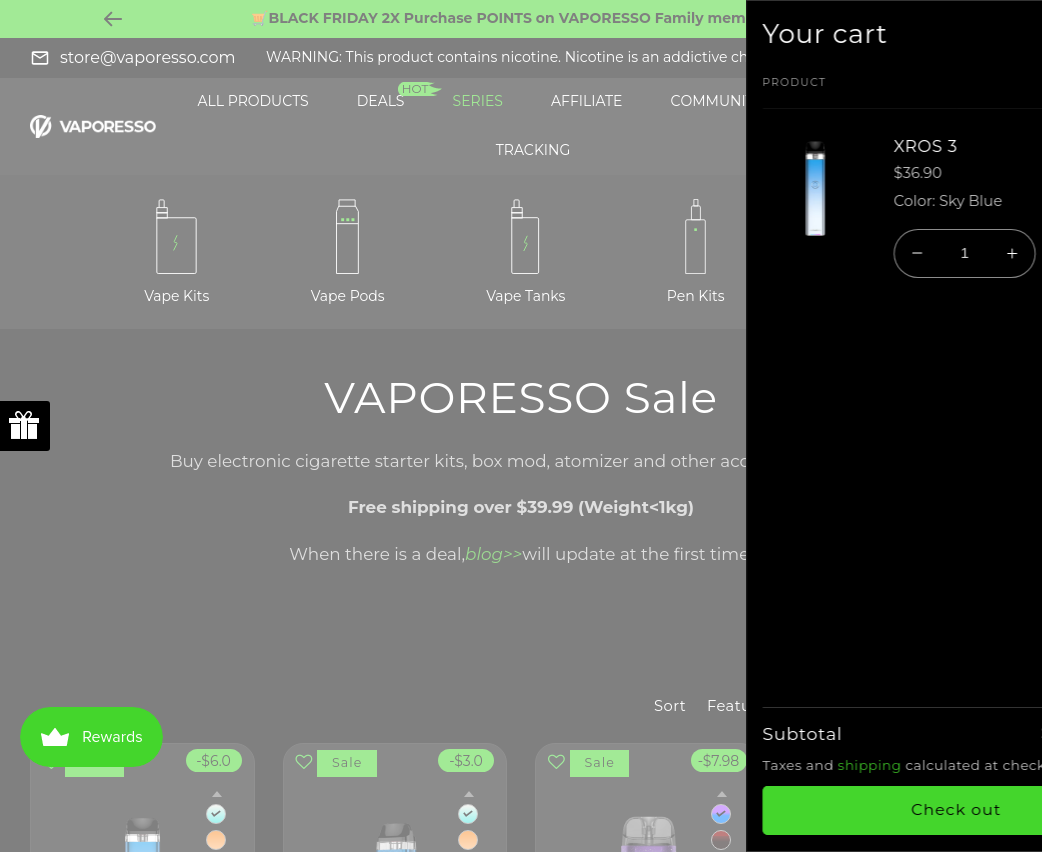 BLACK FRIDAY 2X Purchase POINTS on VAPORESSO Family mem
store@vaporesso.com
WARNING: This product contains nicotine. Nicotine is an addictive ch
VAPORESSO
ALL PRODUCTS
DEALS
HOT
SERIES
AFFILIATE
COMMUNI
TRACKING
Vape Kits
Vape Pods
Vape Tanks
Pen Kits
VAPORESSO Sale
Buy electronic cigarette starter kits, box mod, atomizer and other acc
Free shipping over $39.99 (Weight<1kg)
When there is a deal,blog>>will update at the first time
Sort Featu
Rewards
-$6.0
Sale
-$3.0
Sale
-$7.98
Your cart
PRODUCT
XROS 3
$36.90
Color: Sky Blue
− 1 +
Subtotal
Taxes and shipping calculated at check
Check out